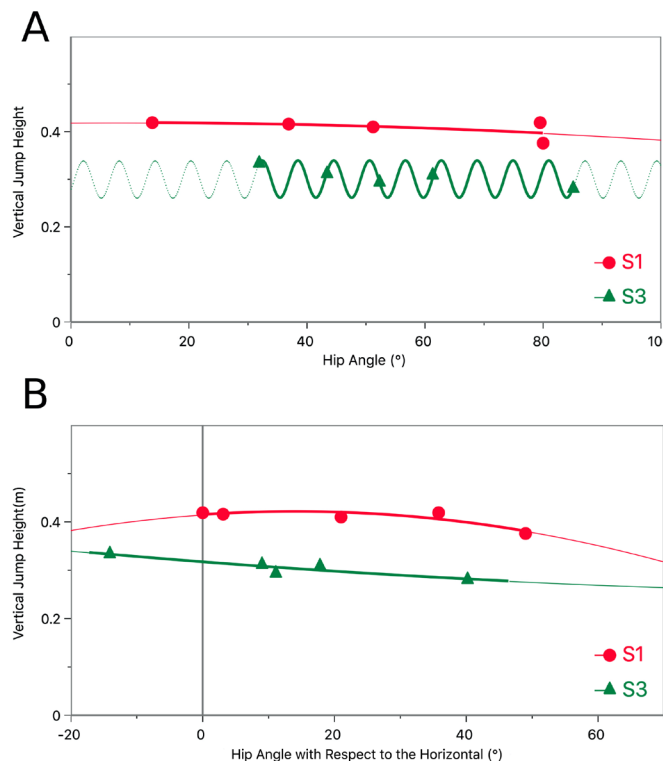 A
Vertical Jump Height
0.4
0.2
0
S1
S3
0
20
40
60
80
100
Hip Angle (°)
B
Vertical Jump Height(m)
0.4
0.2
0
S1
S3
-20
0
20
40
60
Hip Angle with Respect to the Horizontal (°)